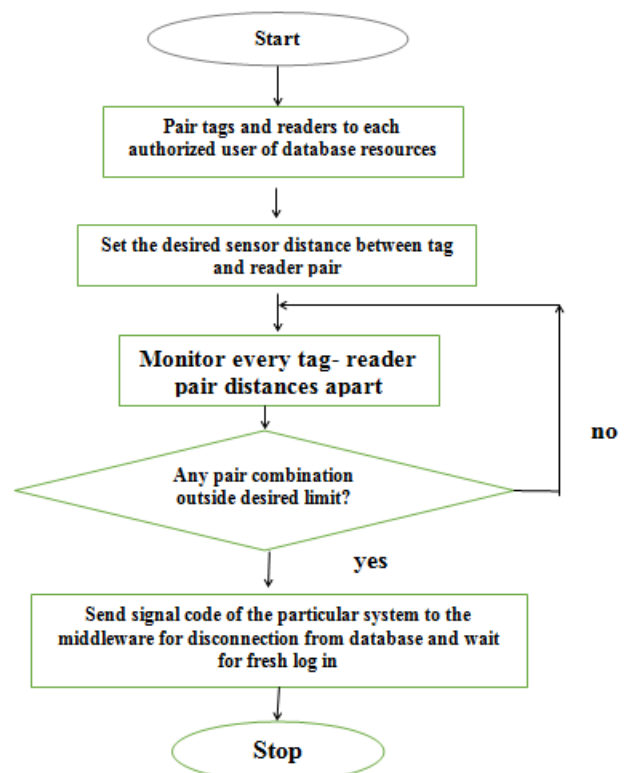 Start
Pair tags and readers to each
authorized user of database resources
Set the desired sensor distance between tag
and reader pair
Monitor every tag- reader
pair distances apart
no
Any pair combination
outside desired limit?
yes
Send signal code of the particular system to the
middleware for disconnection from database and wait
for fresh log in
Stop